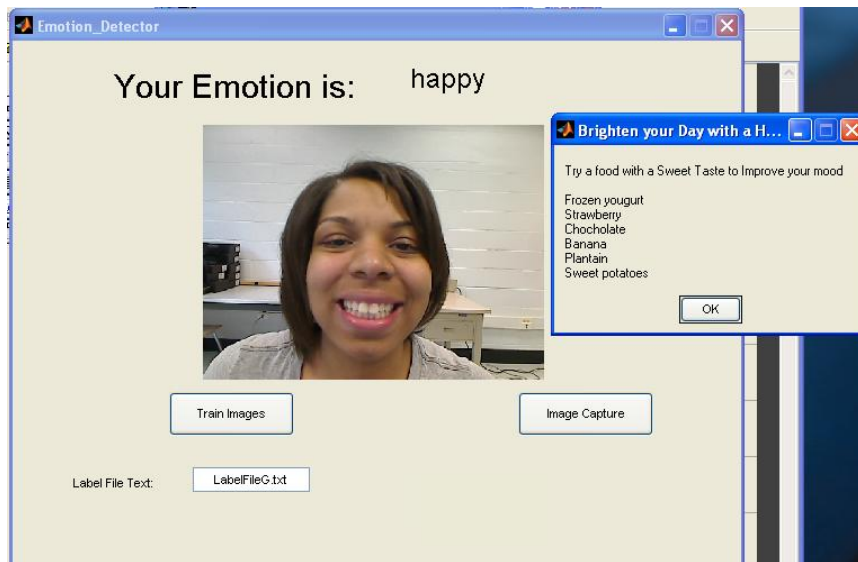 Emotion_Detector
Your Emotion is: happy
Brighten your Day with a H...
Try a food with a Sweet Taste to Improve your mood
Frozen yougurt
Strawberry
Chocholate
Banana
Plantain
Sweet potatoes
OK
Train Images
Image Capture
Label File Text:
LabelFileG.txt